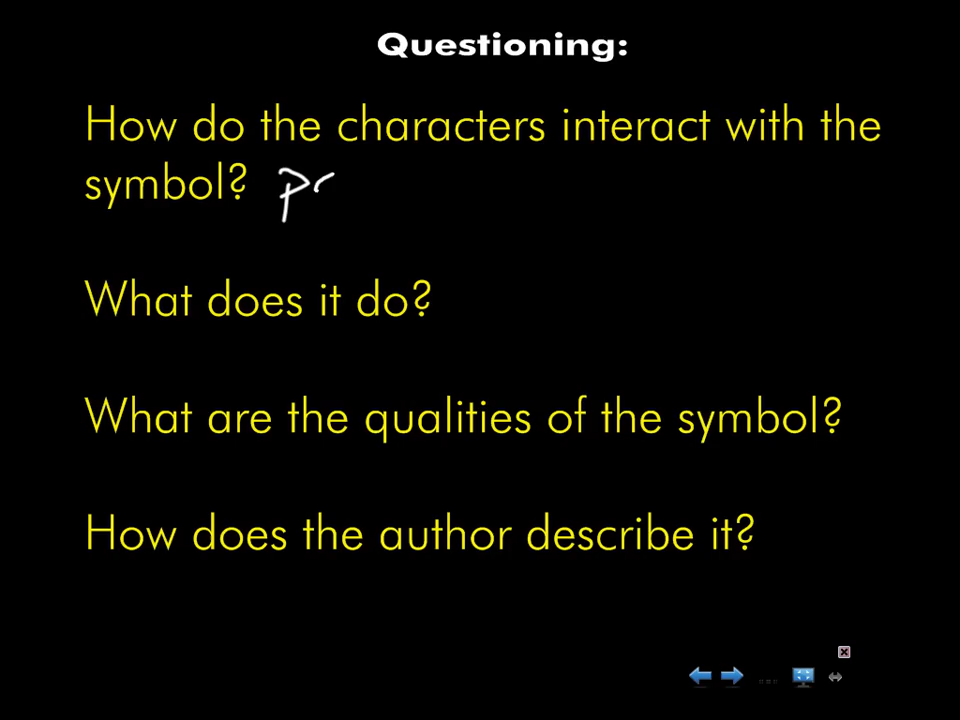 Questioning:
How do the characters interact with the
symbol?
What does it do?
What are the qualities of the symbol?
How does the author describe it?